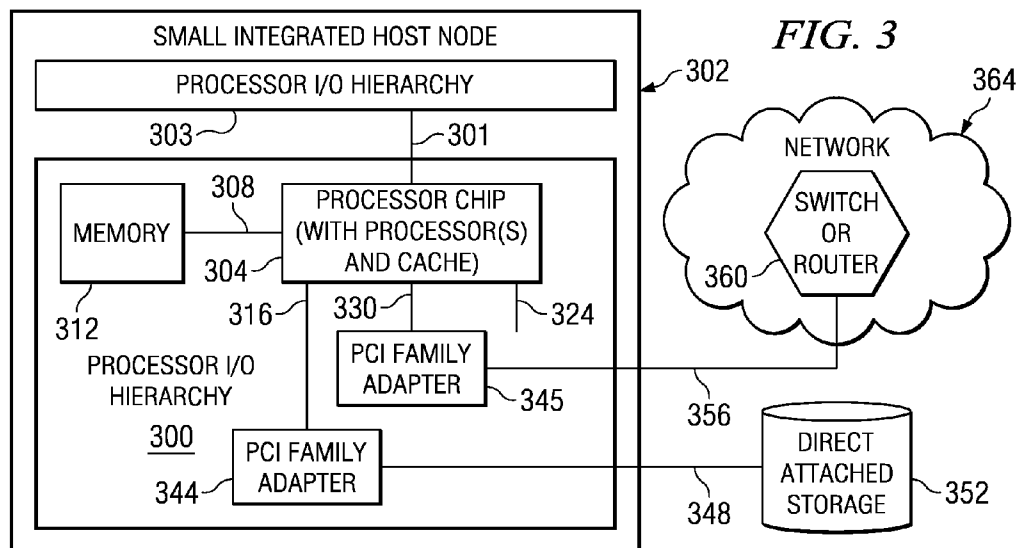 SMALL INTEGRATED HOST NODE
FIG. 3
PROCESSOR I/O HIERARCHY
302
303
301
364
NETWORK
SWITCH
OR
ROUTER
360
MEMORY
308
PROCESSOR CHIP
(WITH PROCESSOR(S)
AND CACHE)
304
312
316
330
324
PROCESSOR I/O
HIERARCHY
300
PCI FAMILY
ADAPTER
345
356
PCI FAMILY
ADAPTER
344
348
DIRECT
ATTACHED
STORAGE
352